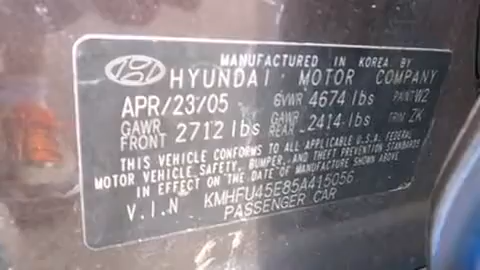 MANUFACTURED IN KOREA BY
HYUNDAI MOTOR COMPANY
APR/23/05 GVWR 4674 lbs PAINT:W2
GAWR FRONT 2712 lbs GAWR REAR 2414 lbs TRIM:ZK
THIS VEHICLE CONFORMS TO ALL APPLICABLE U.S.A. FEDERAL
MOTOR VEHICLE SAFETY, BUMPER, AND THEFT PREVENTION STANDARDS
IN EFFECT ON THE DATE OF MANUFACTURE SHOWN ABOVE.
V.I.N KMHFU45E85A415056
PASSENGER CAR